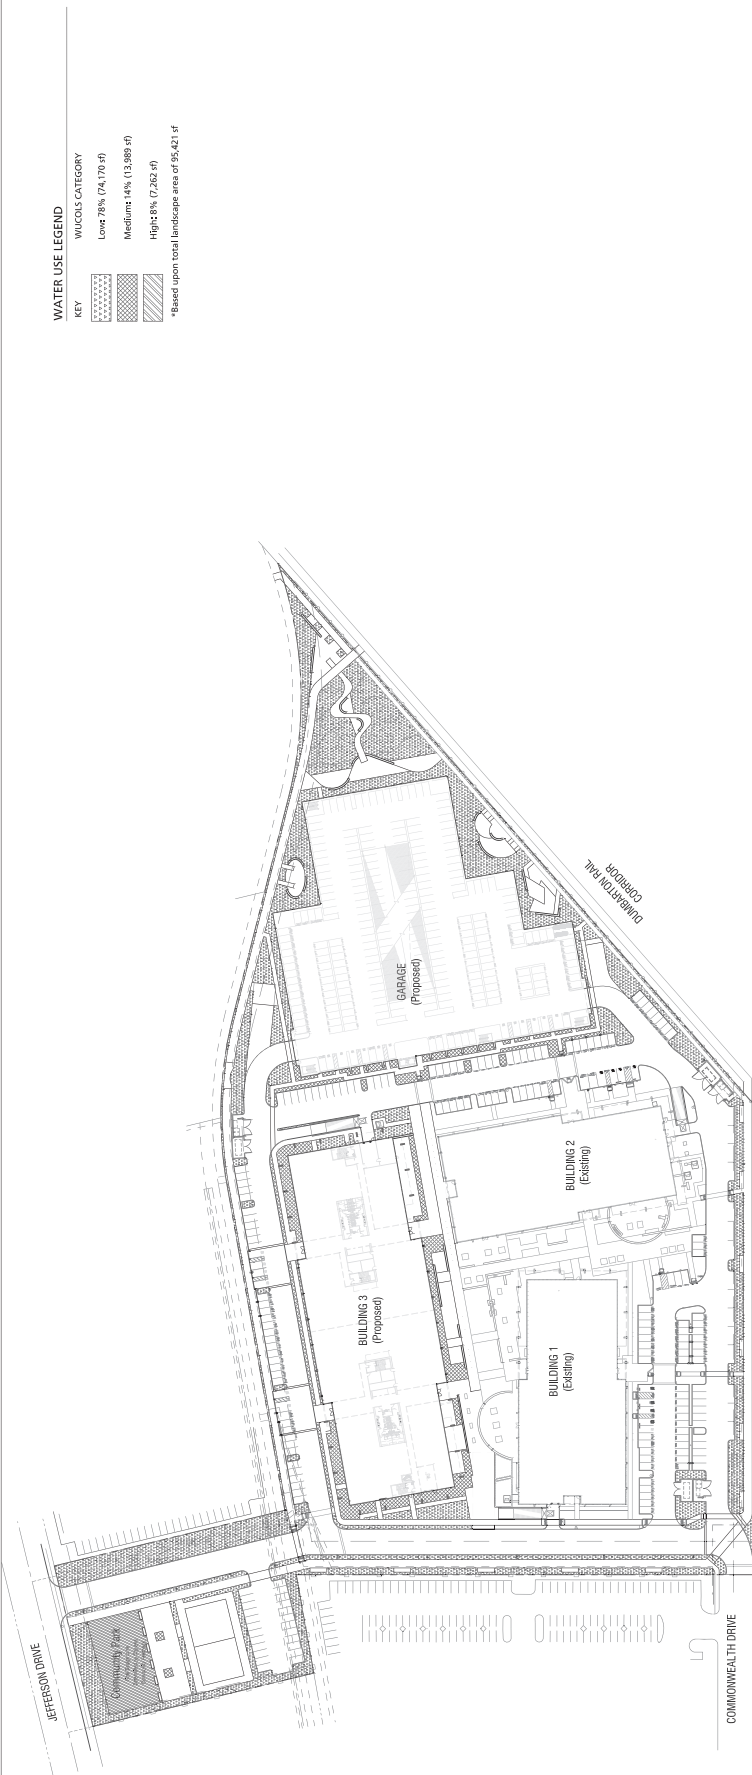 WATER USE LEGEND
KEY WUCOLS CATEGORY
Low: 78% (74,170 sf)
Medium: 14% (13,989 sf)
High: 8% (7,262 sf)
*Based upon total landscape area of 95,421 sf
JEFFERSON DRIVE
Community Park
BUILDING 3
(Proposed)
GARAGE
(Proposed)
BUILDING 1
(Existing)
BUILDING 2
(Existing)
DUMBARTON RAIL
CORRIDOR
COMMONWEALTH DRIVE